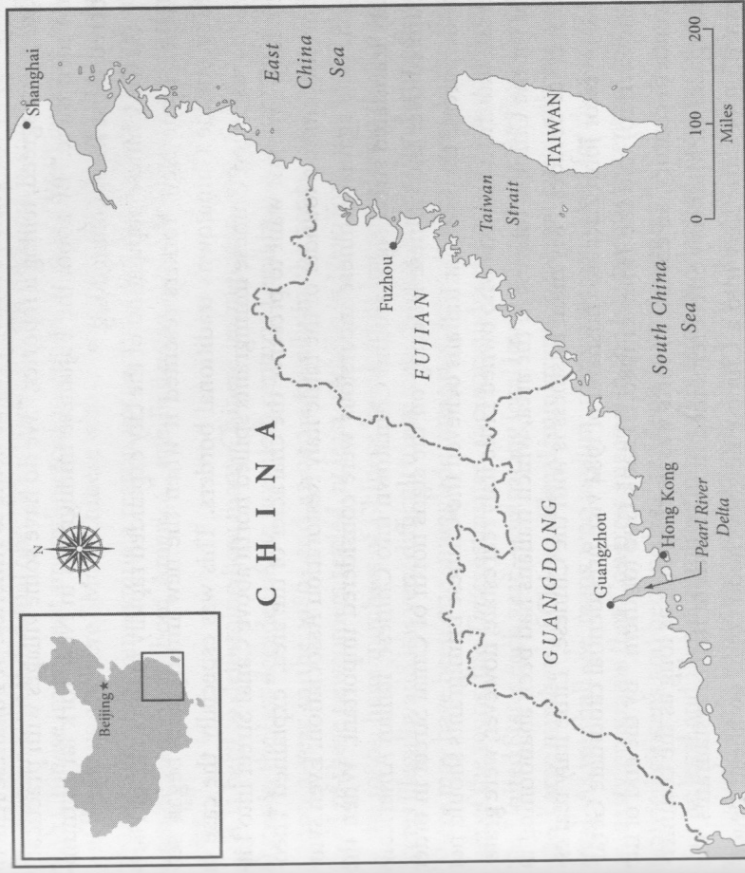 Beijing
N
CHINA
Shanghai
East
China
Sea
Fuzhou
FUJIAN
Taiwan
Strait
TAIWAN
GUANGDONG
Guangzhou
Hong Kong
Pearl River
Delta
South China
Sea
0 100 200
Miles